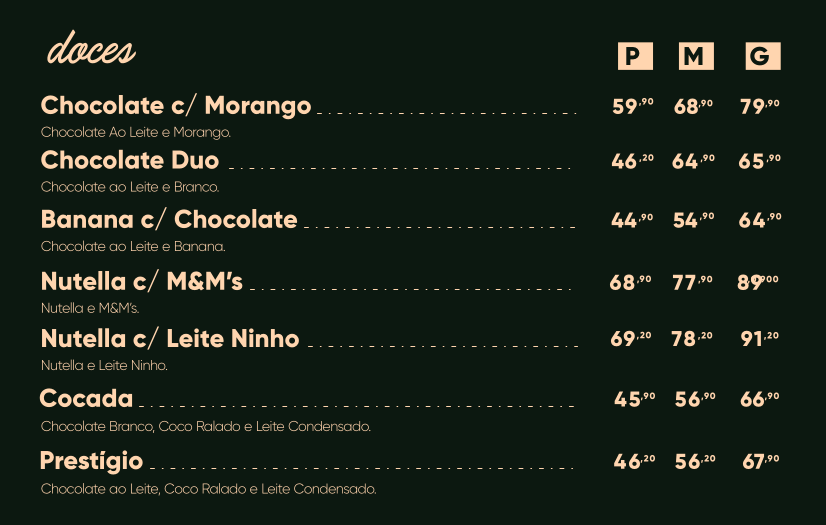 doces P M G
Chocolate c/ Morango 59,90 68,90 79,90
Chocolate Ao Leite e Morango.
Chocolate Duo 46,20 64,90 65,90
Chocolate ao Leite e Branco.
Banana c/ Chocolate 44,90 54,90 64,90
Chocolate ao Leite e Banana.
Nutella c/ M&M's 68,90 77,90
Nutella e M&M's.
Nutella c/ Leite Ninho 69,20 78,20 91,20
Nutella e Leite Ninho.
Cocada 45,90 56,90 66,90
Chocolate Branco, Coco Ralado e Leite Condensado.
Prestígio 46,20 56,20 67,90
Chocolate ao Leite, Coco Ralado e Leite Condensado.